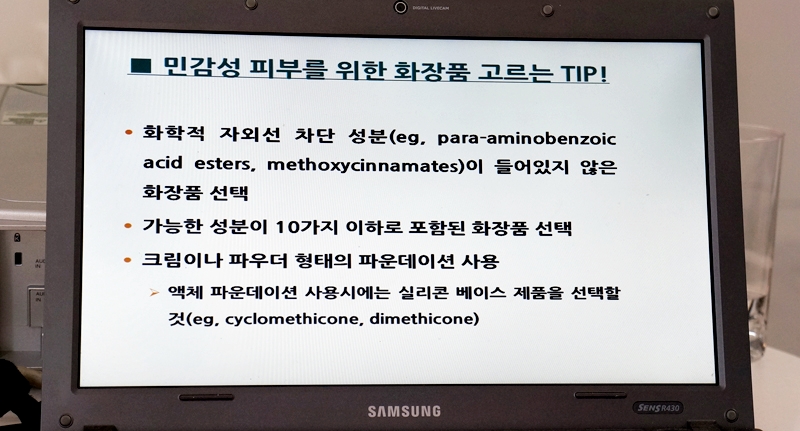 DIGITAL LIVECAM
■ 민감성 피부를 위한 화장품 고르는 TIP!
• 화학적 자외선 차단 성분(eg, para-aminobenzoic
acid esters, methoxycinnamates)이 들어있지 않은
화장품 선택
• 가능한 성분이 10가지 이하로 포함된 화장품 선택
• 크림이나 파우더 형태의 파운데이션 사용
➢ 액체 파운데이션 사용시에는 실리콘 베이스 제품을 선택할
것(eg, cyclomethicone, dimethicone)
SAMSUNG
SENS R430